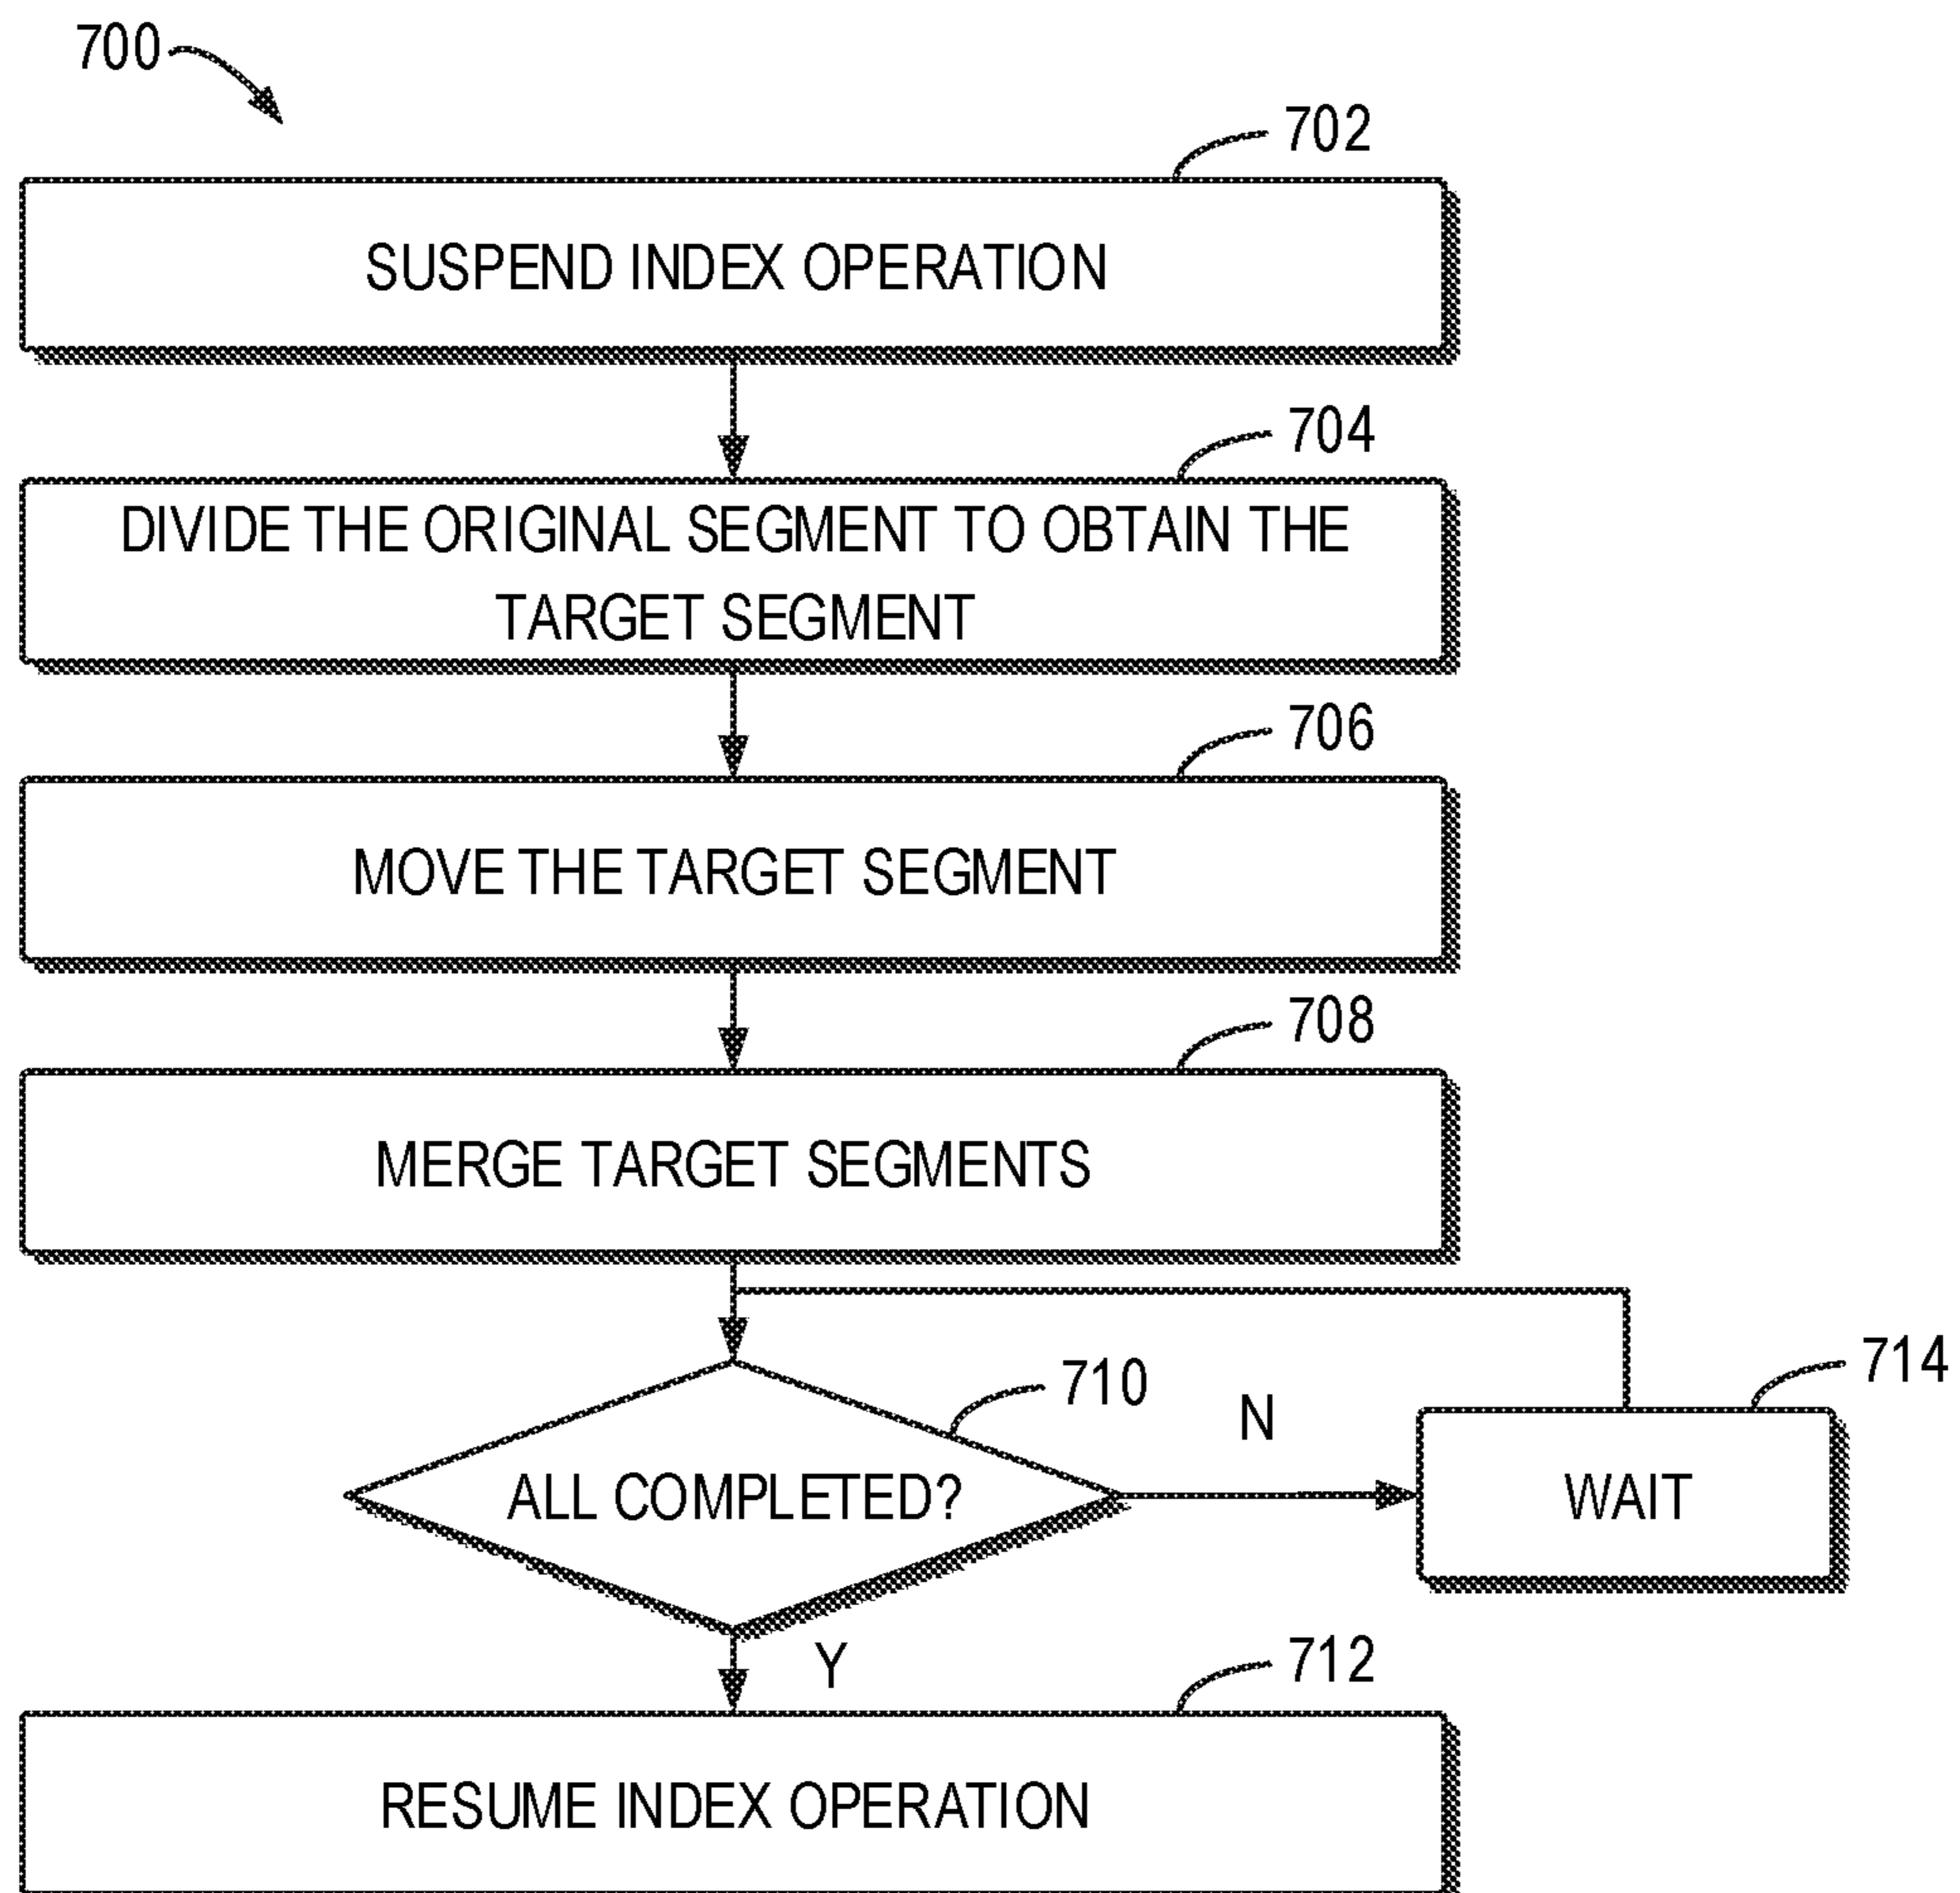 700
702
SUSPEND INDEX OPERATION
704
DIVIDE THE ORIGINAL SEGMENT TO OBTAIN THE
TARGET SEGMENT
706
MOVE THE TARGET SEGMENT
708
MERGE TARGET SEGMENTS
710
N
714
ALL COMPLETED?
WAIT
Y
712
RESUME INDEX OPERATION